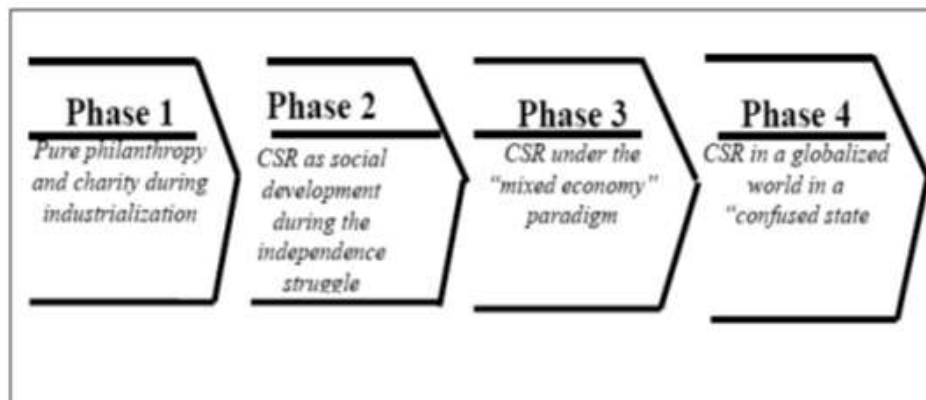 Phase 1
Pure philanthropy
and charity during
industrialization
Phase 2
CSR as social
development
during the
independence
struggle
Phase 3
CSR under the
“mixed economy”
paradigm
Phase 4
CSR in a globalized
world in a
“confused state